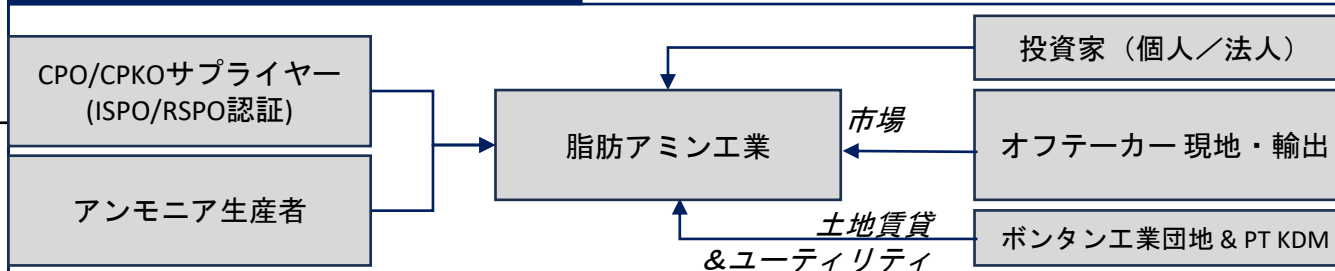 CPO/CPKOサプライヤー
(ISPO/RSPO認証)
アンモニア生産者
脂肪アミン工業
投資家（個人／法人）
市場
オフテーカー 現地・輸出
土地賃貸
&ユーティリティ
ボンタン工業団地 & PT KDM